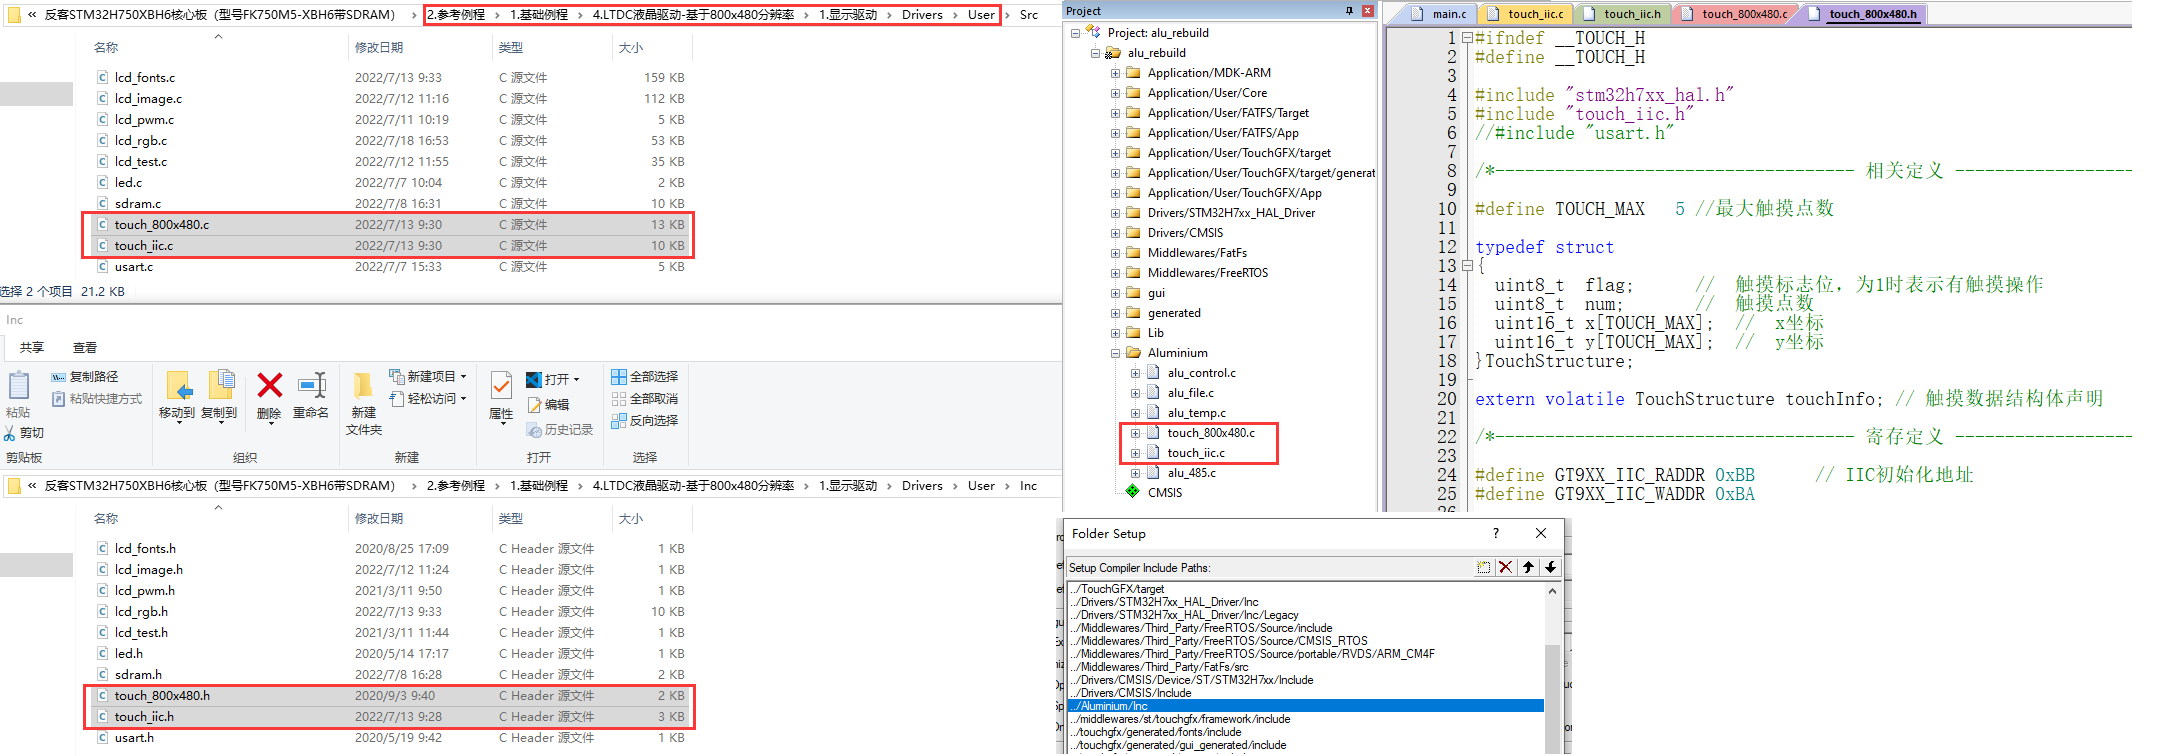 « 反客STM32H750XBH6核心板（型号FK750M5-XBH6带SDRAM） › 2.参考例程 › 1.基础例程 › 4.LTDC液晶驱动-基于800x480分辨率 › 1.显示驱动 › Drivers › User › Src
名称 修改日期 类型 大小
lcd_fonts.c 2022/7/13 9:33 C 源文件 159 KB
lcd_image.c 2022/7/12 11:16 C 源文件 112 KB
lcd_pwm.c 2022/7/11 10:19 C 源文件 5 KB
lcd_rgb.c 2022/7/18 16:53 C 源文件 53 KB
lcd_test.c 2022/7/12 11:55 C 源文件 35 KB
led.c 2022/7/7 10:04 C 源文件 2 KB
sdram.c 2022/7/8 16:31 C 源文件 10 KB
touch_800x480.c 2022/7/13 9:30 C 源文件 13 KB
touch_iic.c 2022/7/13 9:30 C 源文件 10 KB
usart.c 2022/7/7 15:33 C 源文件 5 KB
选择 2 个项目 21.2 KB
Inc
共享 查看
粘贴
复制路径
粘贴快捷方式
剪切
剪贴板
移动到 复制到 删除 重命名
组织
新建
文件夹
新建项目
轻松访问
新建
属性
打开
编辑
历史记录
打开
全部选择
全部取消
反向选择
选择
« 反客STM32H750XBH6核心板（型号FK750M5-XBH6带SDRAM） › 2.参考例程 › 1.基础例程 › 4.LTDC液晶驱动-基于800x480分辨率 › 1.显示驱动 › Drivers › User › Inc
名称 修改日期 类型 大小
lcd_fonts.h 2020/8/25 17:09 C Header 源文件 1 KB
lcd_image.h 2022/7/12 11:24 C Header 源文件 1 KB
lcd_pwm.h 2021/3/11 9:50 C Header 源文件 1 KB
lcd_rgb.h 2022/7/13 9:33 C Header 源文件 10 KB
lcd_test.h 2021/3/11 11:44 C Header 源文件 1 KB
led.h 2020/5/14 17:17 C Header 源文件 1 KB
sdram.h 2022/7/8 16:28 C Header 源文件 2 KB
touch_800x480.h 2020/9/3 9:40 C Header 源文件 2 KB
touch_iic.h 2022/7/13 9:28 C Header 源文件 3 KB
usart.h 2020/5/19 9:42 C Header 源文件 1 KB
Project
Project: alu_rebuild
alu_rebuild
Application/MDK-ARM
Application/User/Core
Application/User/FATFS/Target
Application/User/FATFS/App
Application/User/TouchGFX/target
Application/User/TouchGFX/target/generat
Application/User/TouchGFX/App
Drivers/STM32H7xx_HAL_Driver
Drivers/CMSIS
Middlewares/FatFs
Middlewares/FreeRTOS
gui
generated
Lib
Aluminium
alu_control.c
alu_file.c
alu_temp.c
touch_800x480.c
touch_iic.c
alu_485.c
CMSIS
main.c touch_iic.c touch_iic.h touch_800x480.c touch_800x480.h
1 #ifndef __TOUCH_H
2 #define __TOUCH_H
3
4 #include "stm32h7xx_hal.h"
5 #include "touch_iic.h"
6 //#include "usart.h"
7
8 /*------------------------------------ 相关定义 ------------------
9
10 #define TOUCH_MAX   5 //最大触摸点数
11
12 typedef struct
13 {
14 uint8_t  flag;      //  触摸标志位，为1时表示有触摸操作
15 uint8_t  num;       //  触摸点数
16 uint16_t x[TOUCH_MAX];  //  x坐标
17 uint16_t y[TOUCH_MAX];  //  y坐标
18 }TouchStructure;
19
20 extern volatile TouchStructure touchInfo; // 触摸数据结构体声明
21
22 /*------------------------------------ 寄存定义 ------------------
23
24 #define GT9XX_IIC_RADDR 0xBB      // IIC初始化地址
25 #define GT9XX_IIC_WADDR 0xBA
Folder Setup ?
Setup Compiler Include Paths:
../TouchGFX/target
../Drivers/STM32H7xx_HAL_Driver/Inc
../Drivers/STM32H7xx_HAL_Driver/Inc/Legacy
../Middlewares/Third_Party/FreeRTOS/Source/include
../Middlewares/Third_Party/FreeRTOS/Source/CMSIS_RTOS
../Middlewares/Third_Party/FreeRTOS/Source/portable/RVDS/ARM_CM4F
../Middlewares/Third_Party/FatFs/src
../Drivers/CMSIS/Device/ST/STM32H7xx/Include
../Drivers/CMSIS/Include
../Aluminium/Inc
../middlewares/st/touchgfx/framework/include
../touchgfx/generated/fonts/include
../touchgfx/generated/gui_generated/include